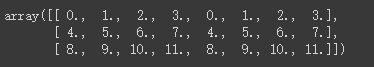 array([[ 0., 1., 2., 3., 0., 1., 2., 3.],
[ 4., 5., 6., 7., 4., 5., 6., 7.],
[ 8., 9., 10., 11., 8., 9., 10., 11.]])